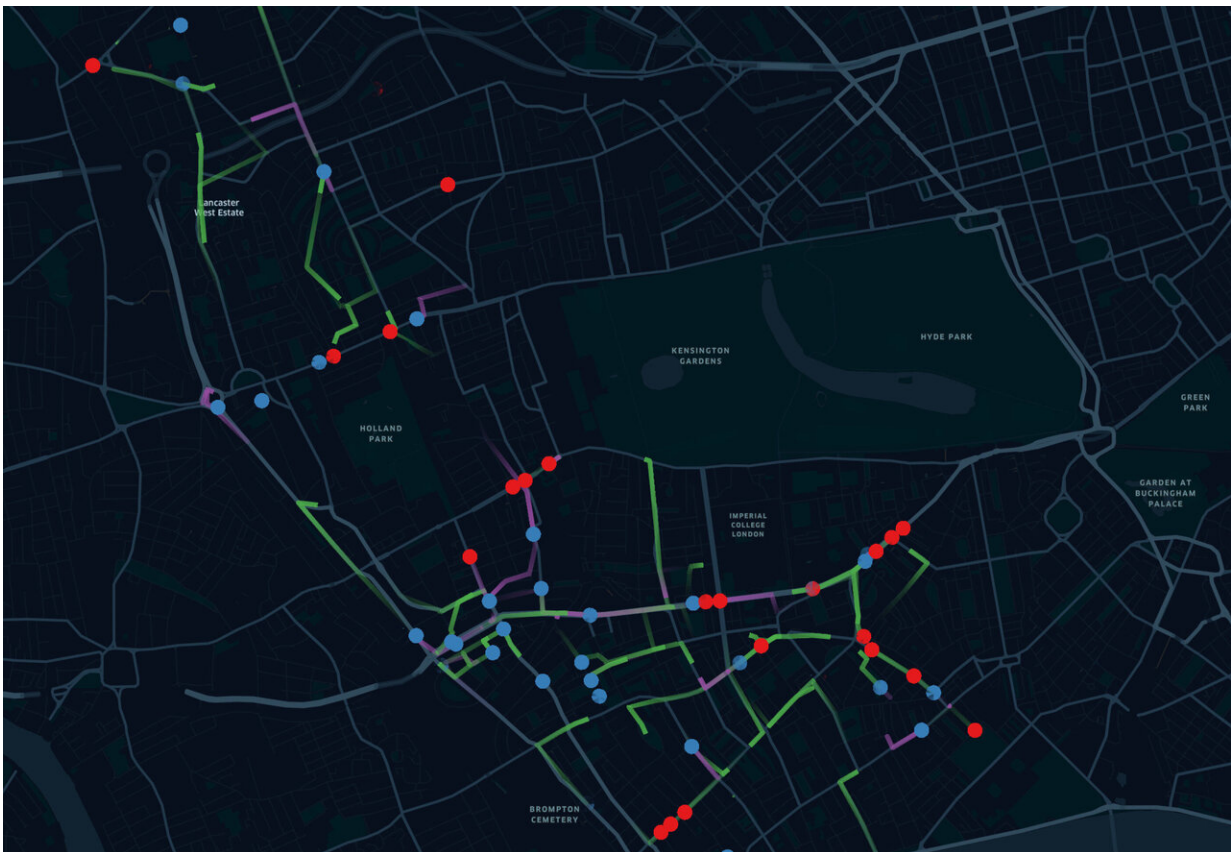 Lancaster
West Estate
HYDE PARK
KENSINGTON
GARDENS
GREEN
PARK
HOLLAND
PARK
GARDEN AT
BUCKINGHAM
PALACE
IMPERIAL
COLLEGE
LONDON
BROMPTON
CEMETERY